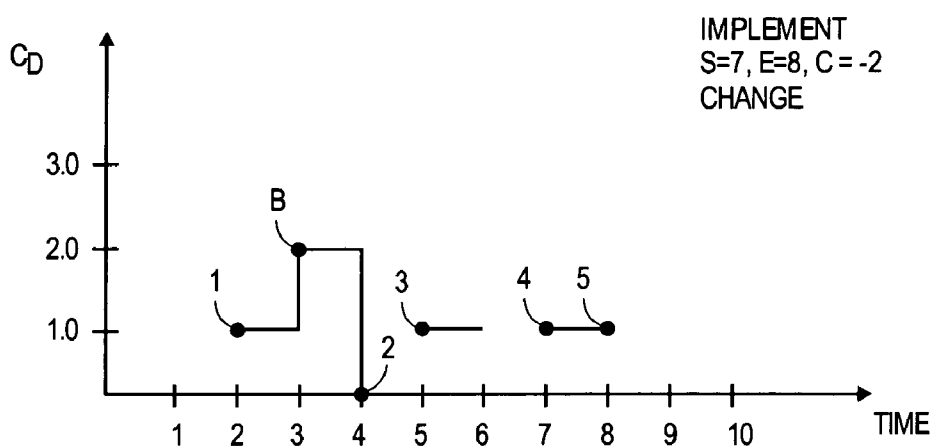 IMPLEMENT
S=7, E=8, C = -2
CHANGE
CD
3.0
B
2.0
1
3
4
5
1.0
2
1 2 3 4 5 6 7 8 9 10
TIME